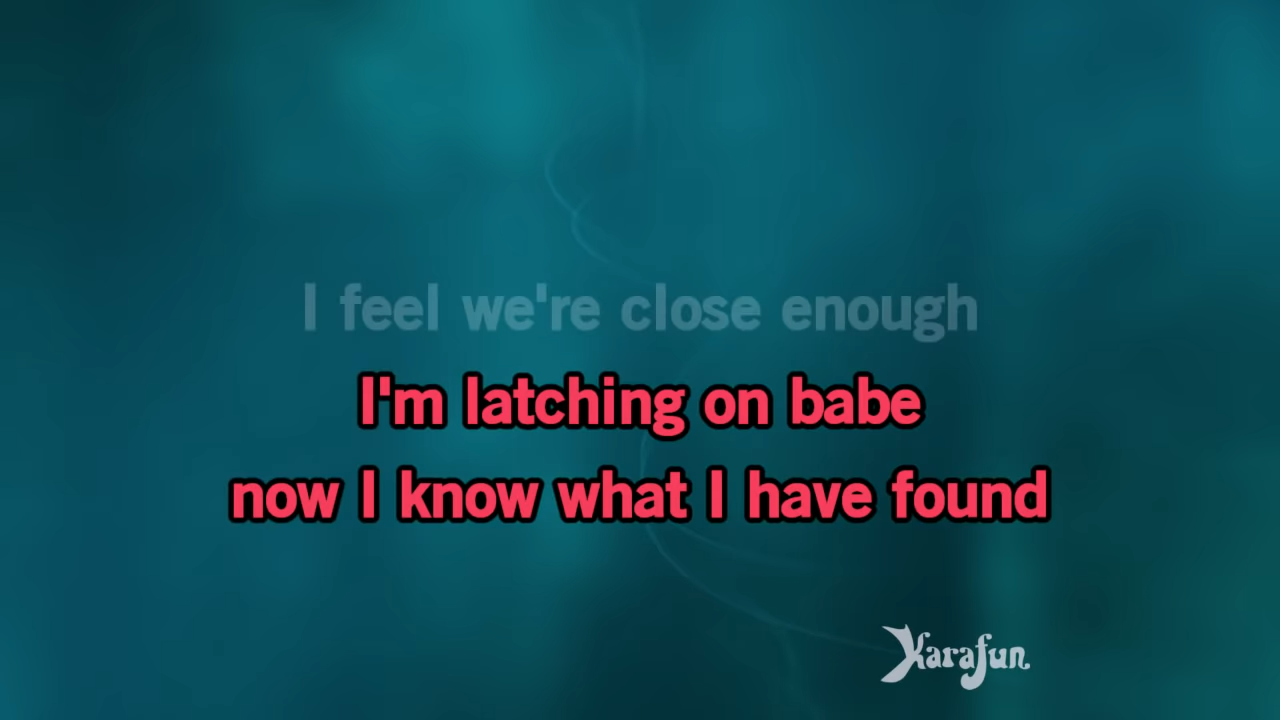 I feel we're close enough
I'm latching on babe
now I know what I have found
Karafun